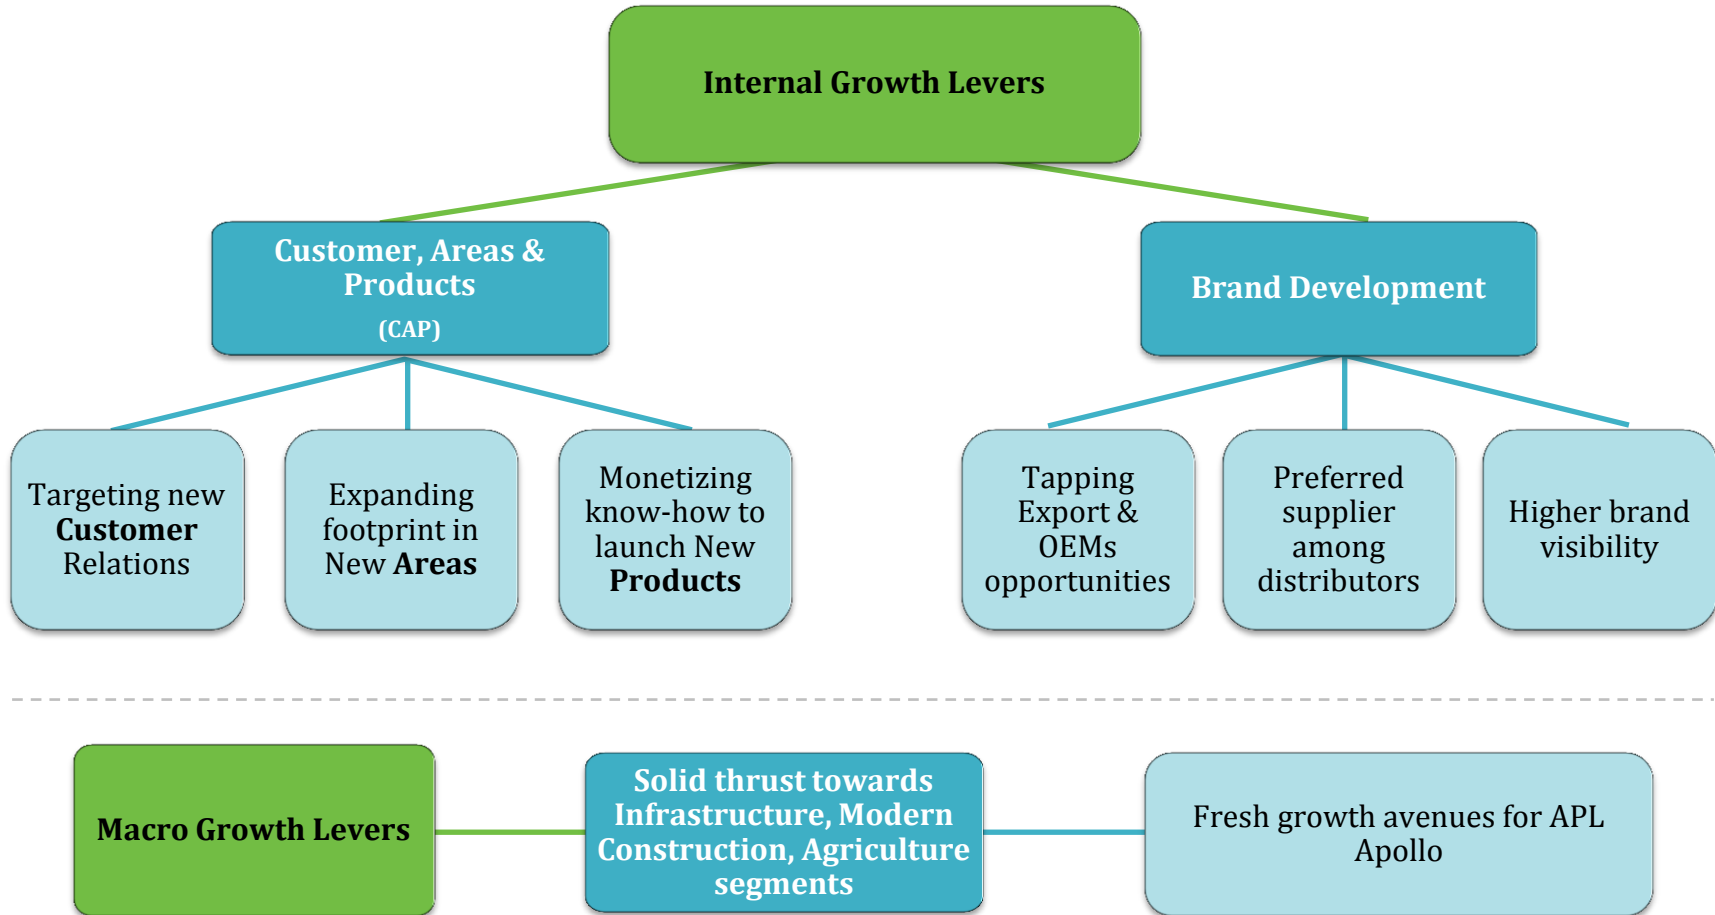 Internal Growth Levers
Customer, Areas &
Products
(CAP)
Brand Development
Targeting new
Customer
Relations
Expanding
footprint in
New Areas
Monetizing
know-how to
launch New
Products
Tapping
Export &
OEMs
opportunities
Preferred
supplier
among
distributors
Higher brand
visibility
Macro Growth Levers
Solid thrust towards
Infrastructure, Modern
Construction, Agriculture
segments
Fresh growth avenues for APL
Apollo